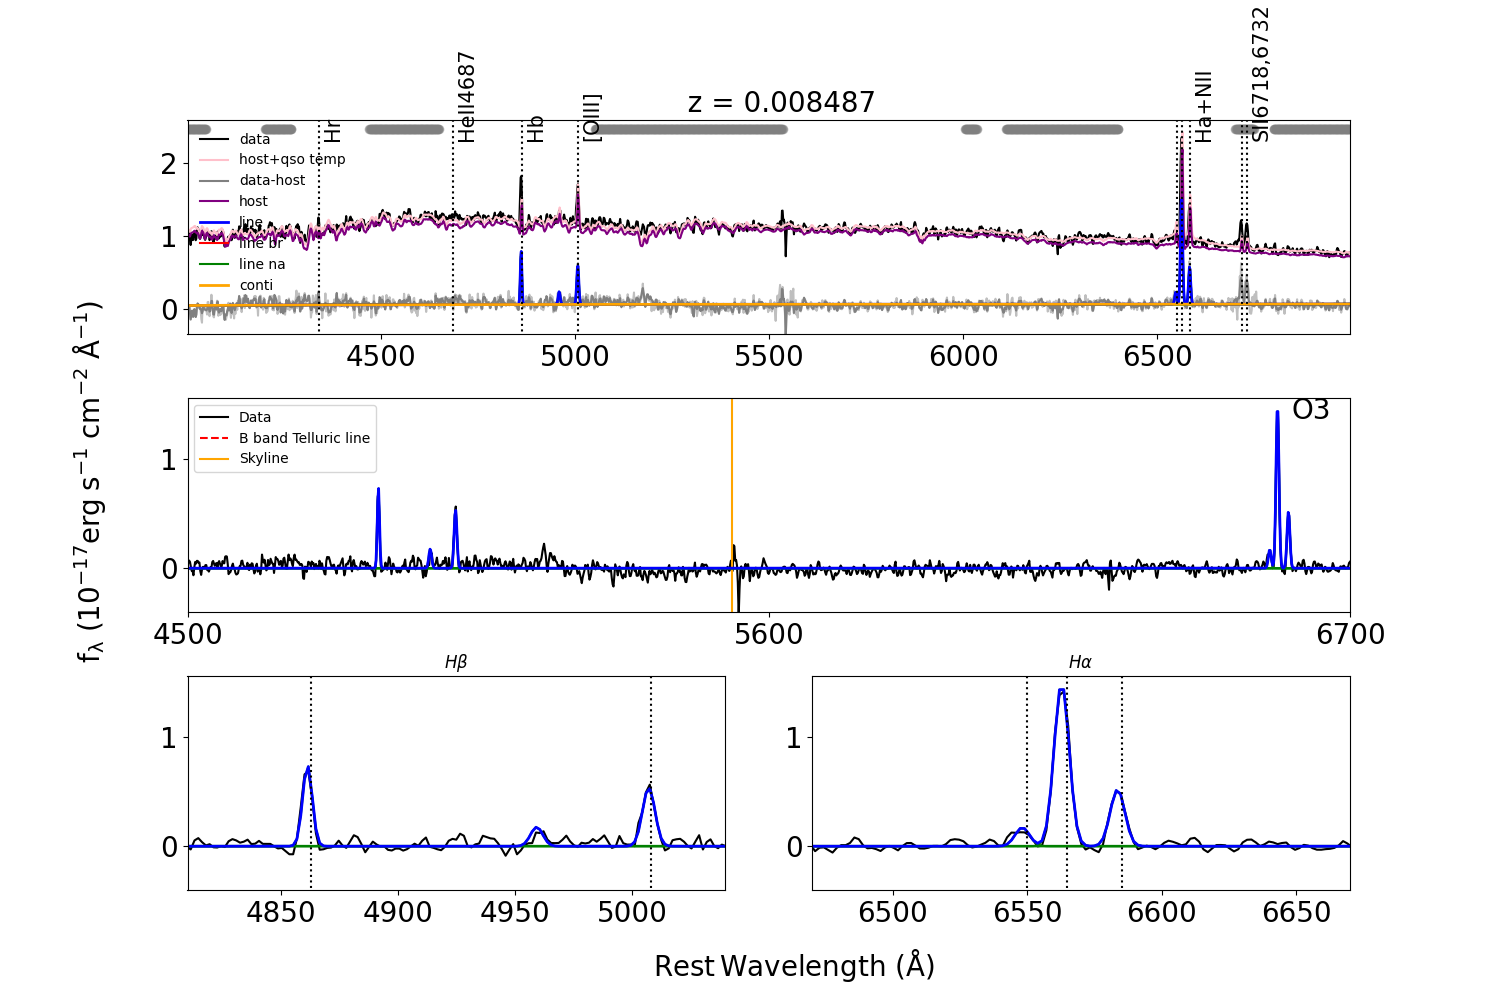 z = 0.008487
Hr
HeII4687
Hb
[OIII]
Ha+NII
SII6718,6732
data
host+qso temp
data-host
host
line
line br
line na
conti
2
1
0
4500
5000
5500
6000
6500
Data
B band Telluric line
Skyline
O3
1
0
4500
5600
6700
fλ (10−17erg s−1 cm−2 Å−1)
Hβ
1
0
4850
4900
4950
5000
Hα
1
0
6500
6550
6600
6650
Rest Wavelength (Å)